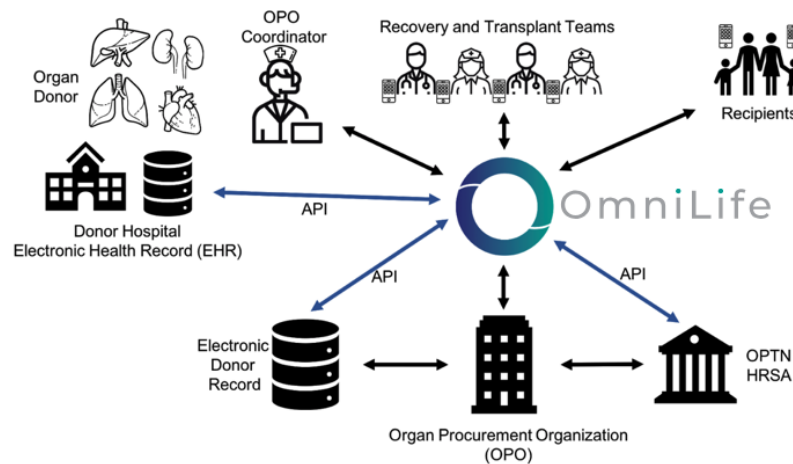 OPO
Coordinator
Recovery and Transplant Teams
Organ
Donor
Recipients
OmniLife
API
Donor Hospital
Electronic Health Record (EHR)
API
API
Electronic
Donor
Record
OPTN
HRSA
Organ Procurement Organization
(OPO)